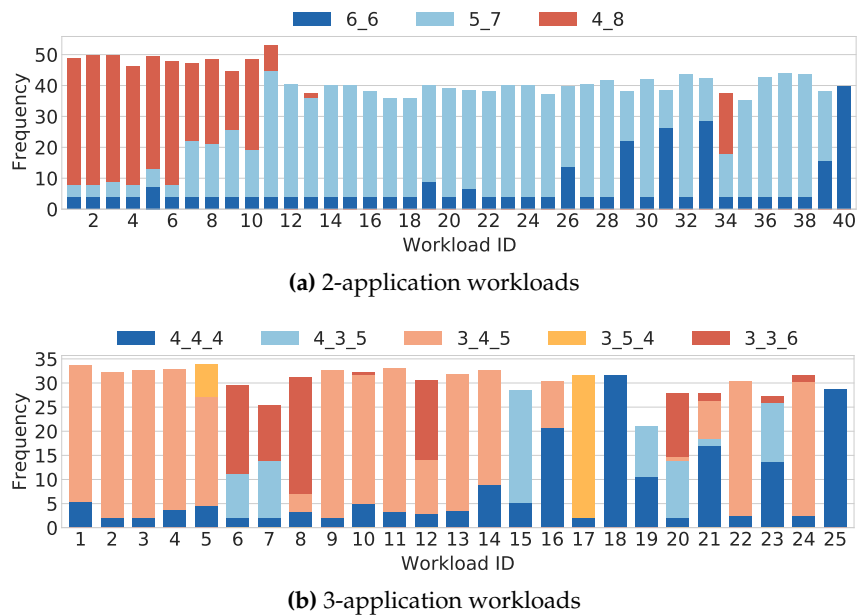 6_6 5_7 4_8
50
40
30
20
10
0
Frequency
2 4 6 8 10 12 14 16 18 20 22 24 26 28 30 32 34 36 38 40
Workload ID
(a) 2-application workloads
4_4_4 4_3_5 3_4_5 3_5_4 3_3_6
35
30
25
20
15
10
5
0
Frequency
1 2 3 4 5 6 7 8 9 10 11 12 13 14 15 16 17 18 19 20 21 22 23 24 25
Workload ID
(b) 3-application workloads